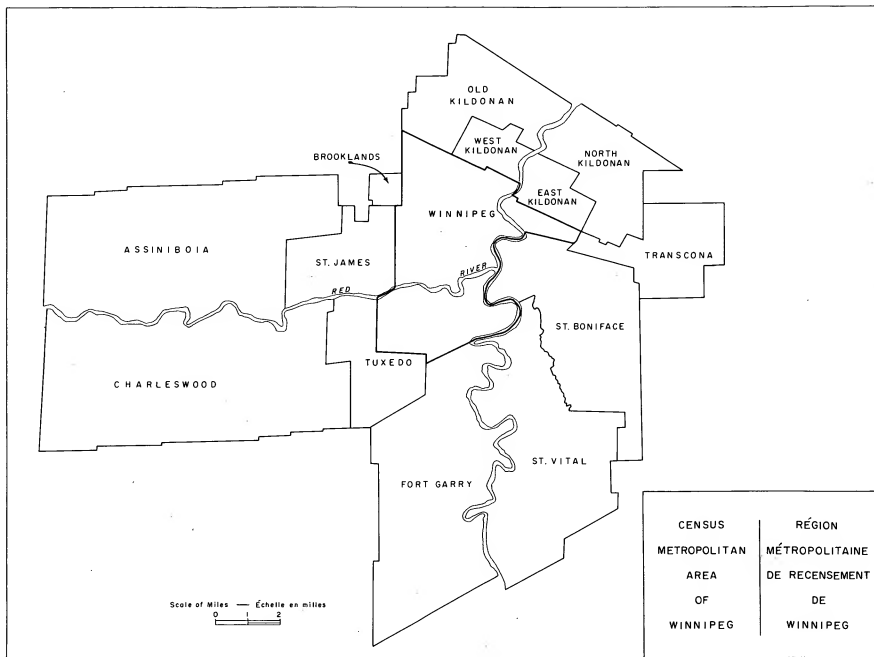 OLD
KILDONAN
WEST
KILDONAN
NORTH
KILDONAN
BROOKLANDS
EAST
KILDONAN
WINNIPEG
ASSINIBOIA
TRANSCONA
ST. JAMES
RED
RIVER
ST. BONIFACE
TUXEDO
CHARLESWOOD
ST. VITAL
FORT GARRY
Scale of Miles — Échelle en milles
0 1 2
CENSUS
METROPOLITAN
AREA
OF
WINNIPEG
RÉGION
MÉTROPOLITAINE
DE RECENSEMENT
DE
WINNIPEG